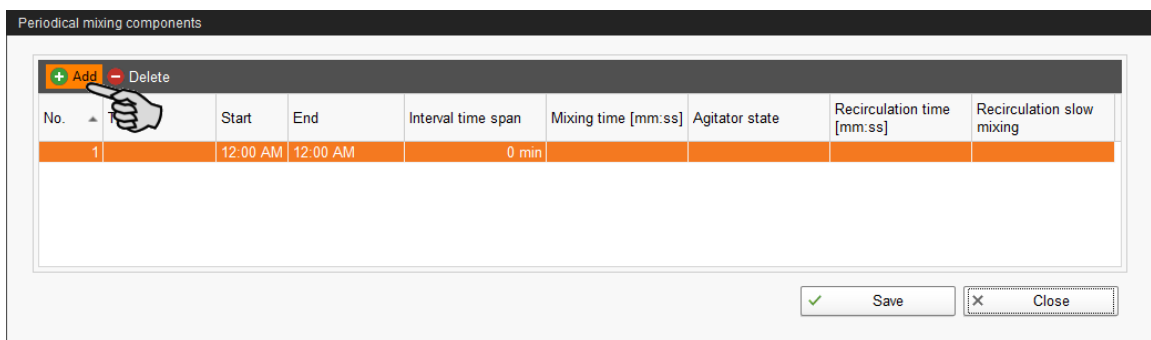 Periodical mixing components
Add Delete
No. Start End Interval time span Mixing time [mm:ss] Agitator state Recirculation time [mm:ss] Recirculation slow mixing
1 12:00 AM 12:00 AM 0 min
Save Close